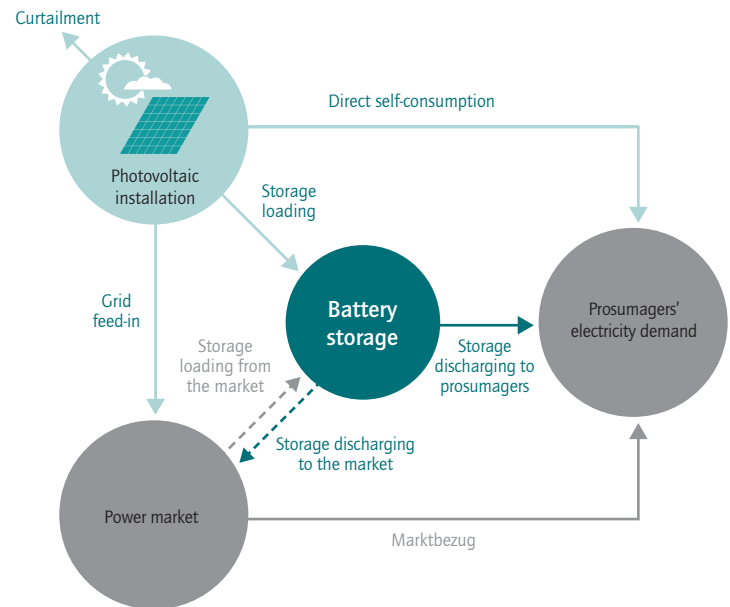 Curtailment
Direct self-consumption
Photovoltaic
installation
Storage
loading
Grid
feed-in
Battery
storage
Prosumagers'
electricity demand
Storage
loading from
the market
Storage
discharging to
prosumagers
Storage discharging
to the market
Power market
Marktbezug